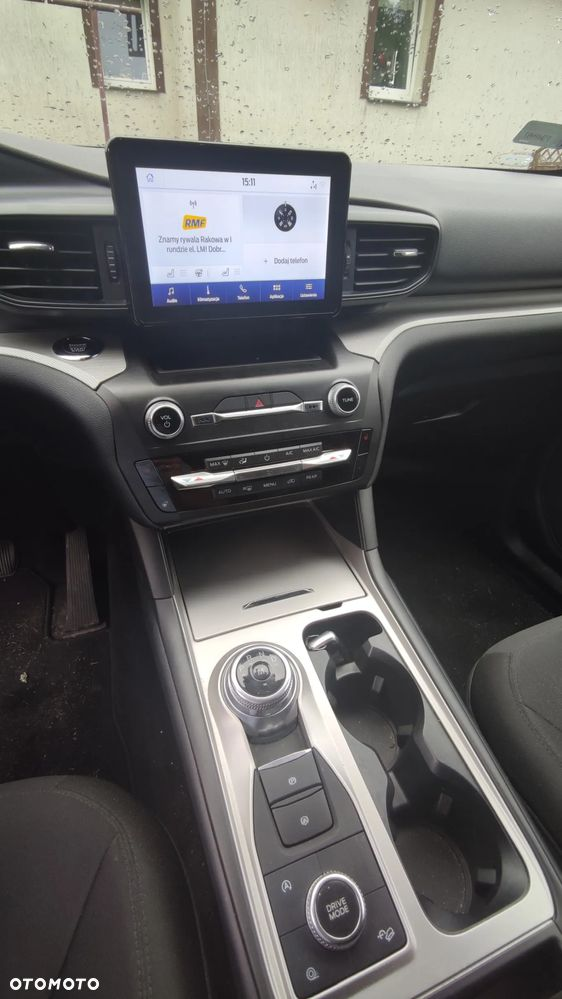 15:11
RMF
Znamy rywala Rakowa w I
rundzie el. LM! Dobr...
+ Dodaj telefon
Audio
Klimatyzacja
Telefon
Aplikacje
Ustawienia
VOL
TUNE
MAX
A/C
MAX A/C
AUTO
MENU
REAR
R N D
DRIVE
MODE
OTOMOTO